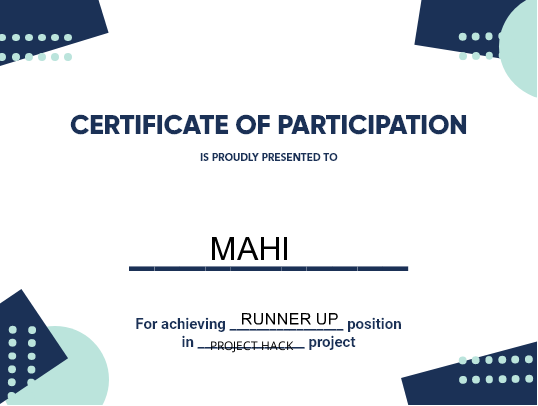 CERTIFICATE OF PARTICIPATION
IS PROUDLY PRESENTED TO
MAHI
For achieving RUNNER UP position
in PROJECT HACK project